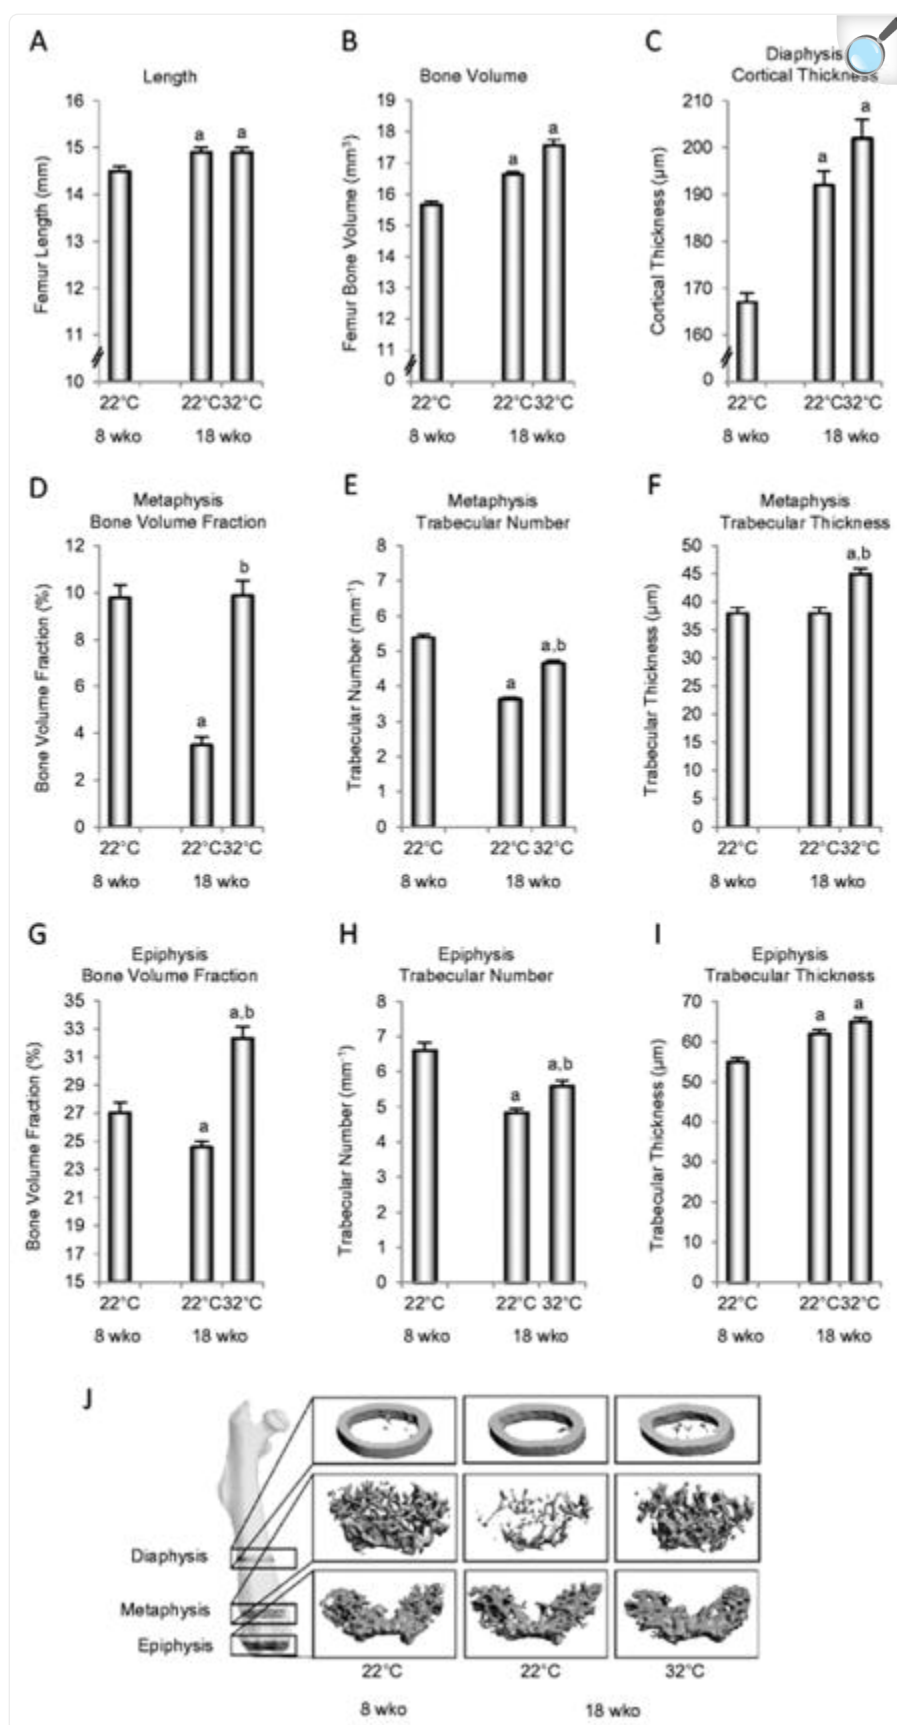 A
Length
Femur Length (mm)
16
15
14
13
12
11
10
a a
22°C 22°C 32°C
8 wko 18 wko
B
Bone Volume
Femur Bone Volume (mm³)
19
18
17
16
15
14
13
12
11
0
a a
22°C 22°C 32°C
8 wko 18 wko
C
Diaphysis
Cortical Thickness
Cortical Thickness (µm)
210
200
190
180
170
160
0
a a
22°C 22°C 32°C
8 wko 18 wko
D
Metaphysis
Bone Volume Fraction
Bone Volume Fraction (%)
12
10
8
6
4
2
0
a b
22°C 22°C 32°C
8 wko 18 wko
E
Metaphysis
Trabecular Number
Trabecular Number (mm⁻¹)
8
7
6
5
4
3
2
1
0
a a,b
22°C 22°C 32°C
8 wko 18 wko
F
Metaphysis
Trabecular Thickness
Trabecular Thickness (µm)
50
45
40
35
30
25
20
15
10
5
0
a,b
22°C 22°C 32°C
8 wko 18 wko
G
Epiphysis
Bone Volume Fraction
Bone Volume Fraction (%)
35
33
31
29
27
25
23
21
19
17
15
a a,b
22°C 22°C 32°C
8 wko 18 wko
H
Epiphysis
Trabecular Number
Trabecular Number (mm⁻¹)
8
7
6
5
4
3
2
1
0
a a,b
22°C 22°C 32°C
8 wko 18 wko
I
Epiphysis
Trabecular Thickness
Trabecular Thickness (µm)
70
60
50
40
30
20
10
0
a a
22°C 22°C 32°C
8 wko 18 wko
J
Diaphysis
Metaphysis
Epiphysis
22°C 22°C 32°C
8 wko 18 wko